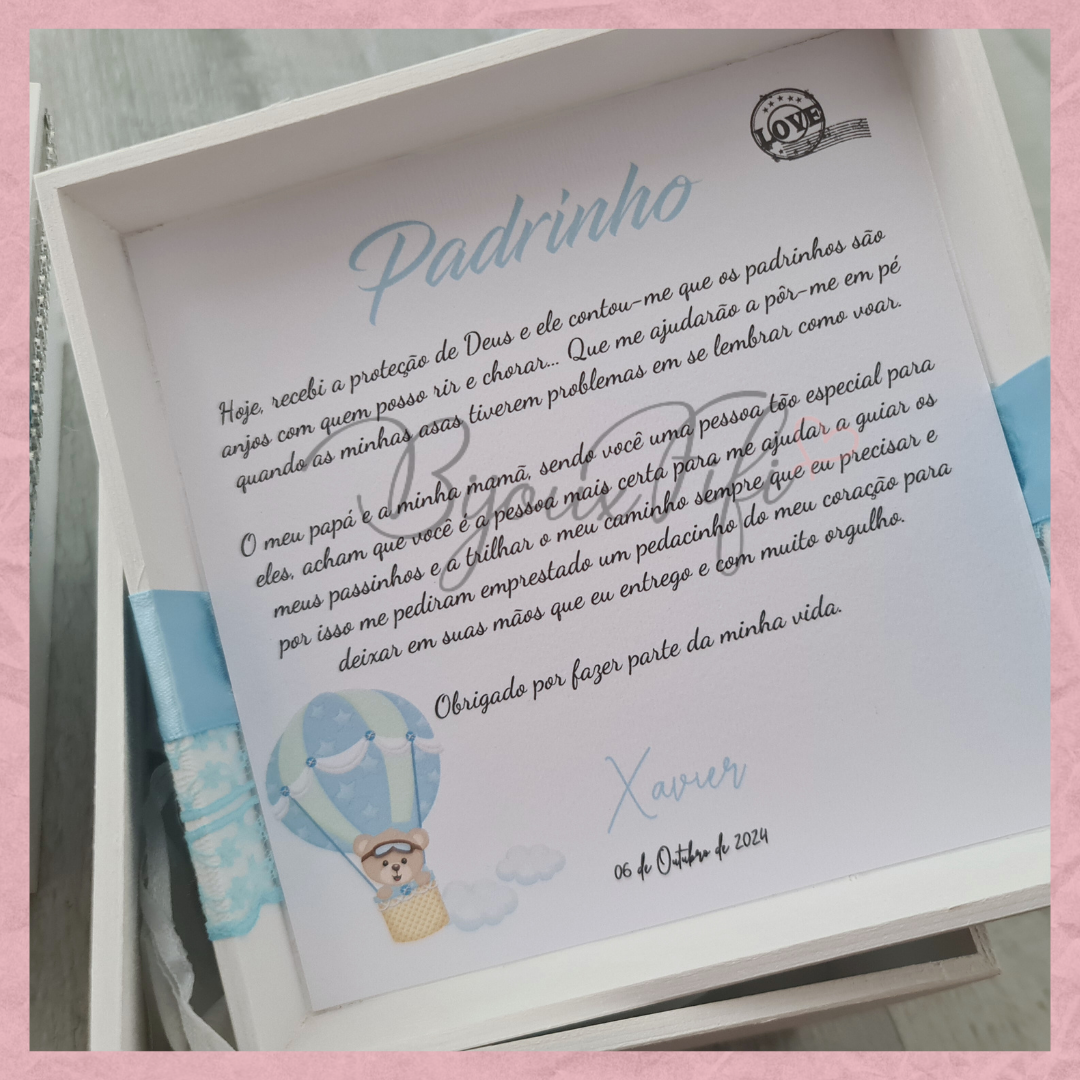 LOVE
Padrinho
Hoje, recebi a proteção de Deus e ele contou-me que os padrinhos são
anjos com quem posso rir e chorar... Que me ajudarão a pôr-me em pé
quando as minhas asas tiverem problemas em se lembrar como voar.
O meu papá e a minha mamã, sendo você uma pessoa tão especial para
eles, acham que você é a pessoa mais certa para me ajudar a guiar os
meus passinhos e a trilhar o meu caminho sempre que eu precisar e
por isso me pediram emprestado um pedacinho do meu coração para
deixar em suas mãos que eu entrego e com muito orgulho.
Obrigado por fazer parte da minha vida.
Xavier
06 de Outubro de 2024
BijouxFifi